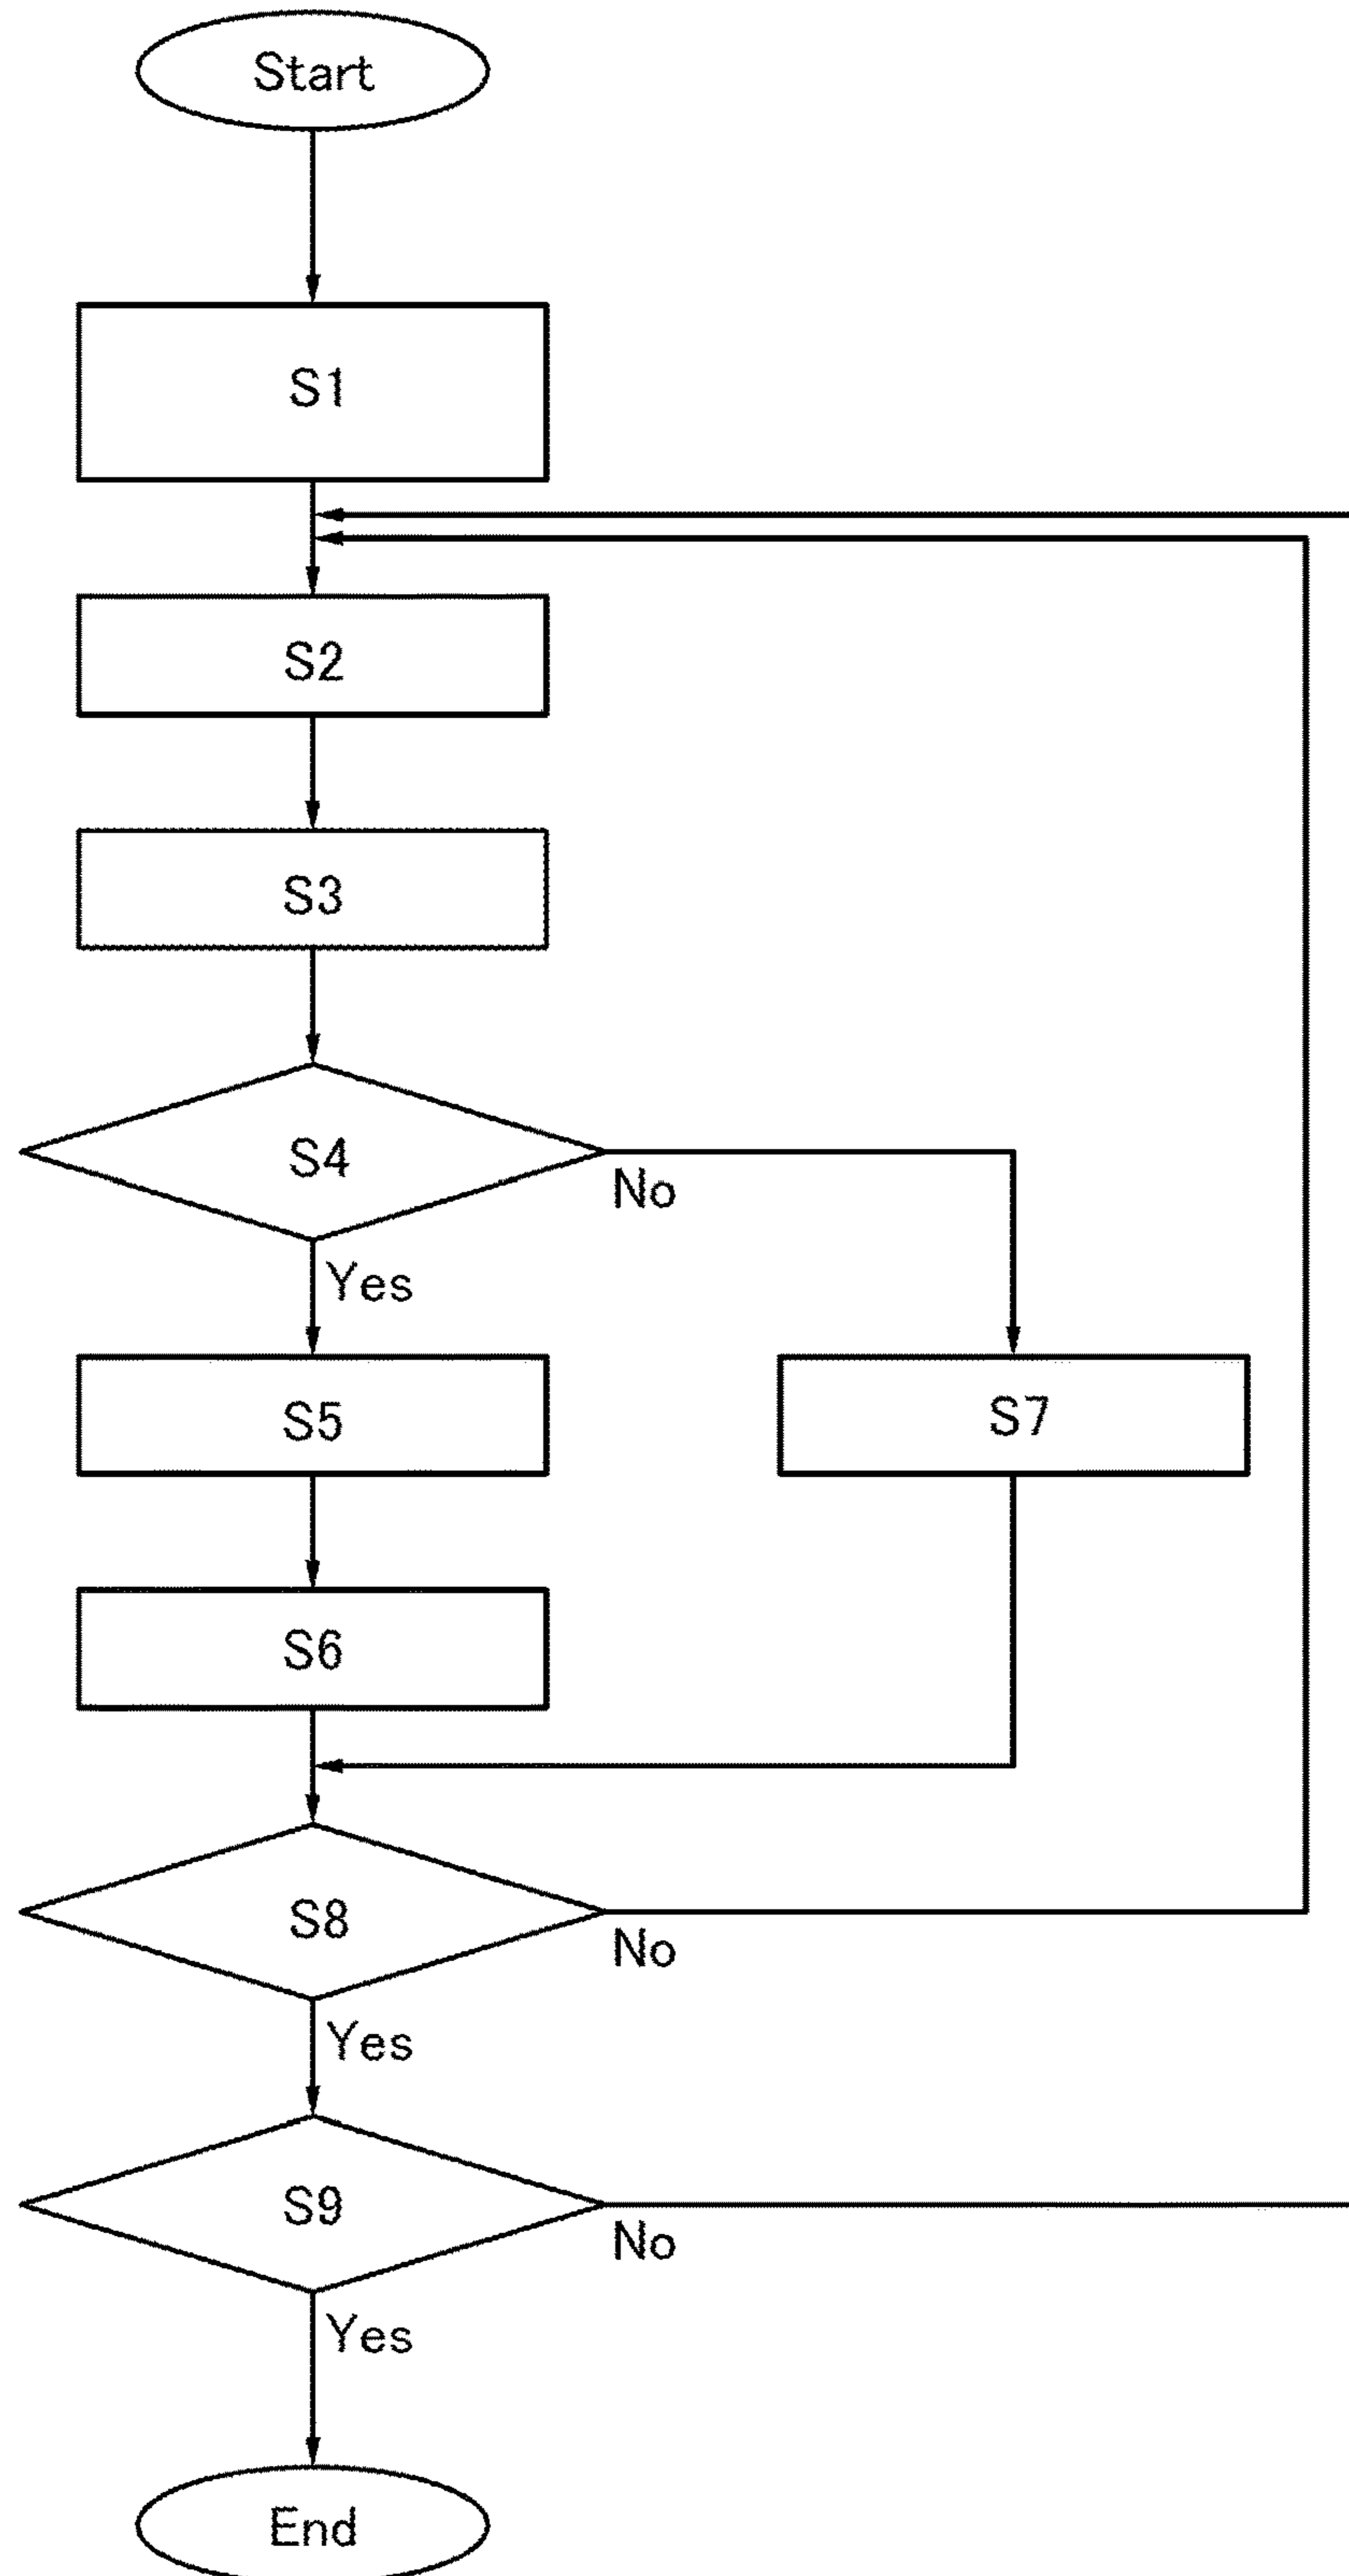 Start
S1
S2
S3
S4
No
Yes
S5
S7
S6
S8
No
Yes
S9
No
Yes
End